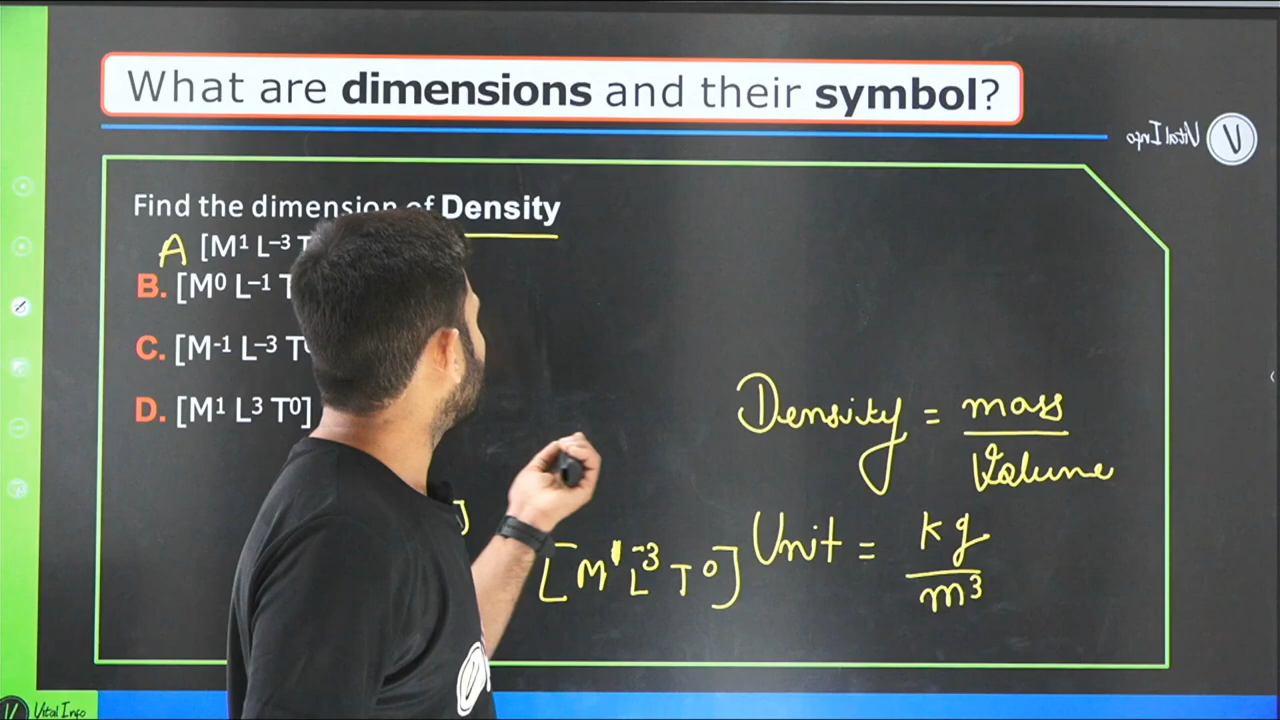 What are dimensions and their symbol?
Vital Info
Find the dimension of Density
A [M¹ L⁻³ T
B. [M⁰ L⁻¹ T
C. [M⁻¹ L⁻³ T⁰
D. [M¹ L³ T⁰]
Density = mass / Volume
Unit = kg / m³
[M¹ L⁻³ T⁰]
]
Vital Info